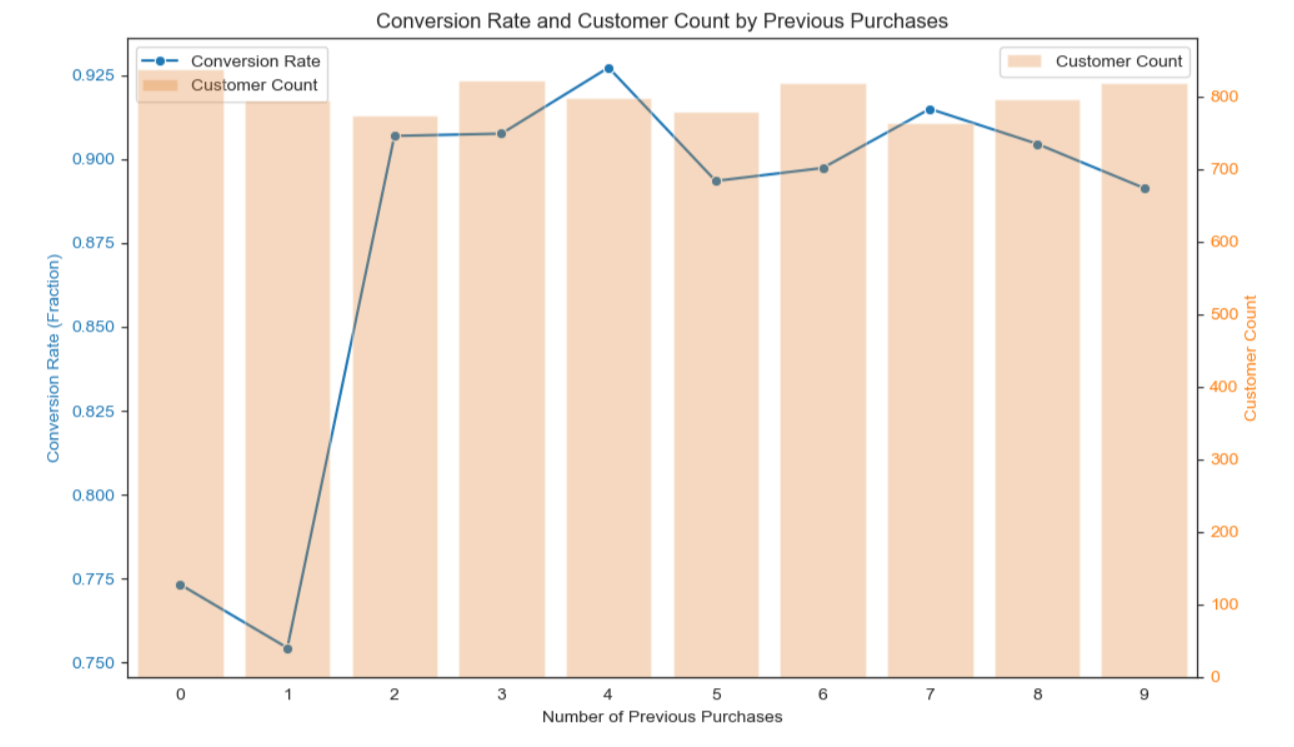 Conversion Rate and Customer Count by Previous Purchases
Conversion Rate
Customer Count
Customer Count
0.925
0.900
0.875
0.850
0.825
0.800
0.775
0.750
Conversion Rate (Fraction)
800
700
600
500
400
300
200
100
0
Customer Count
0 1 2 3 4 5 6 7 8 9
Number of Previous Purchases